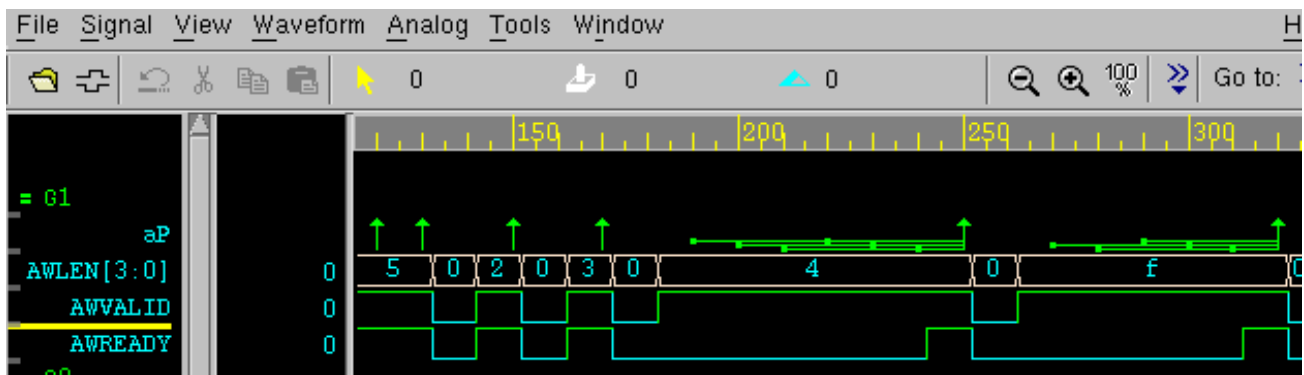 File Signal View Waveform Analog Tools Window H
0 0 0 100 % Go to:
150 200 250 300
= G1
aP
AWLEN[3:0] 0 5 0 2 0 3 0 4 0 f 0
AWVALID 0
AWREADY 0